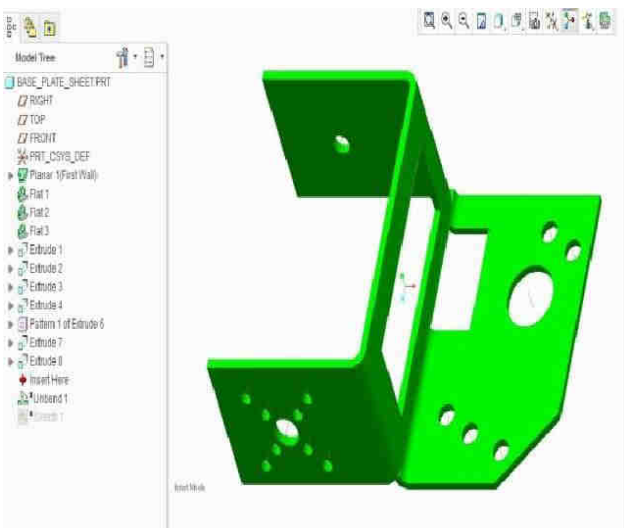 Model Tree
BASE_PLATE_SHEET.PRT
RIGHT
TOP
FRONT
PRT_CSYS_DEF
Planar 1(First Wall)
Flat 1
Flat 2
Flat 3
Extrude 1
Extrude 2
Extrude 3
Extrude 4
Pattern 1 of Extrude 6
Extrude 7
Extrude 8
Insert Here
Unbend 1
Insert Mode